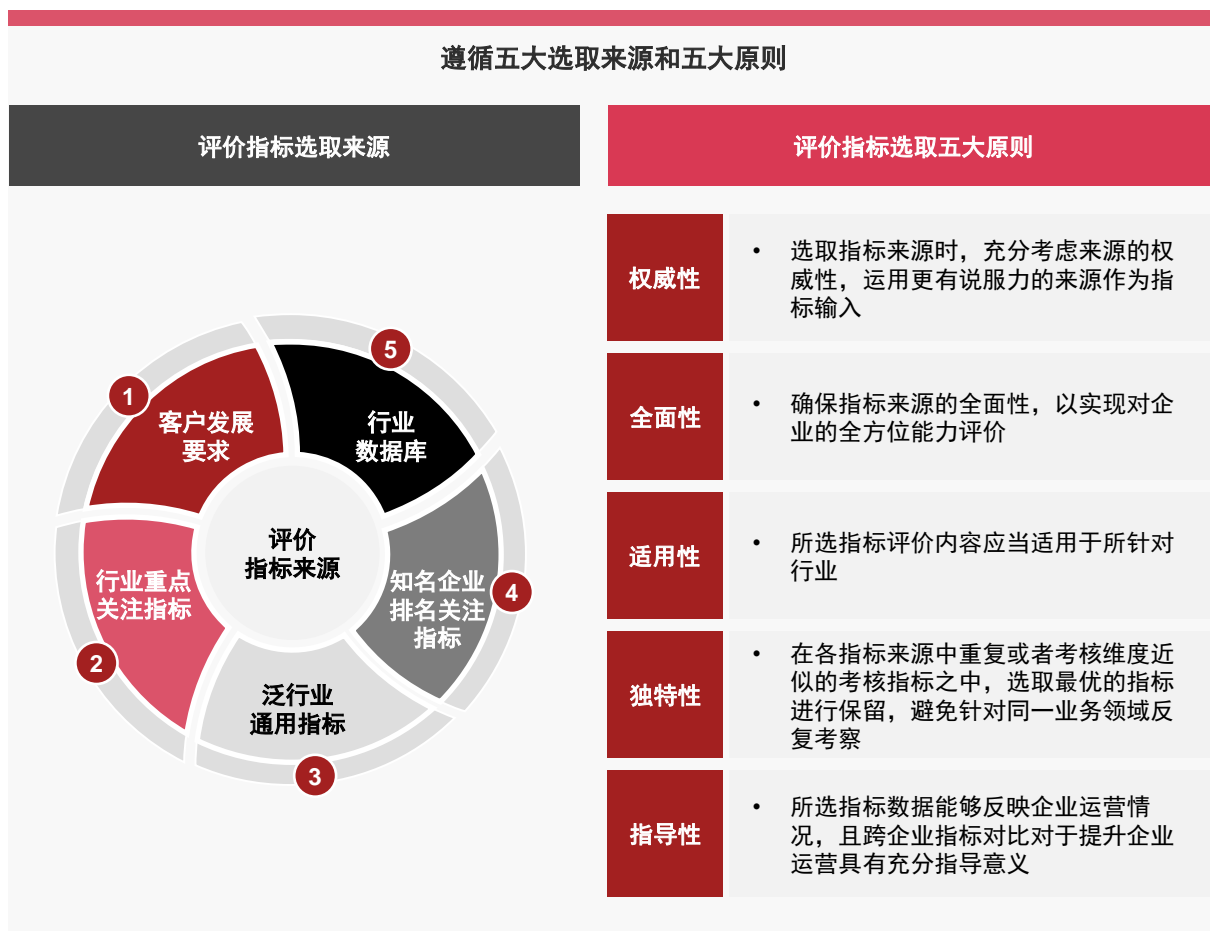 遵循五大选取来源和五大原则
评价指标选取来源
1
客户发展
要求
2
行业重点
关注指标
3
泛行业
通用指标
4
知名企业
排名关注
指标
5
行业
数据库
评价
指标来源
评价指标选取五大原则
权威性
• 选取指标来源时，充分考虑来源的权
威性，运用更有说服力的来源作为指
标输入
全面性
• 确保指标来源的全面性，以实现对企
业的全方位能力评价
适用性
• 所选指标评价内容应当适用于所针对
行业
独特性
• 在各指标来源中重复或者考核维度近
似的考核指标之中，选取最优的指标
进行保留，避免针对同一业务领域反
复考察
指导性
• 所选指标数据能够反映企业运营情
况，且跨企业指标对比对于提升企业
运营具有充分指导意义